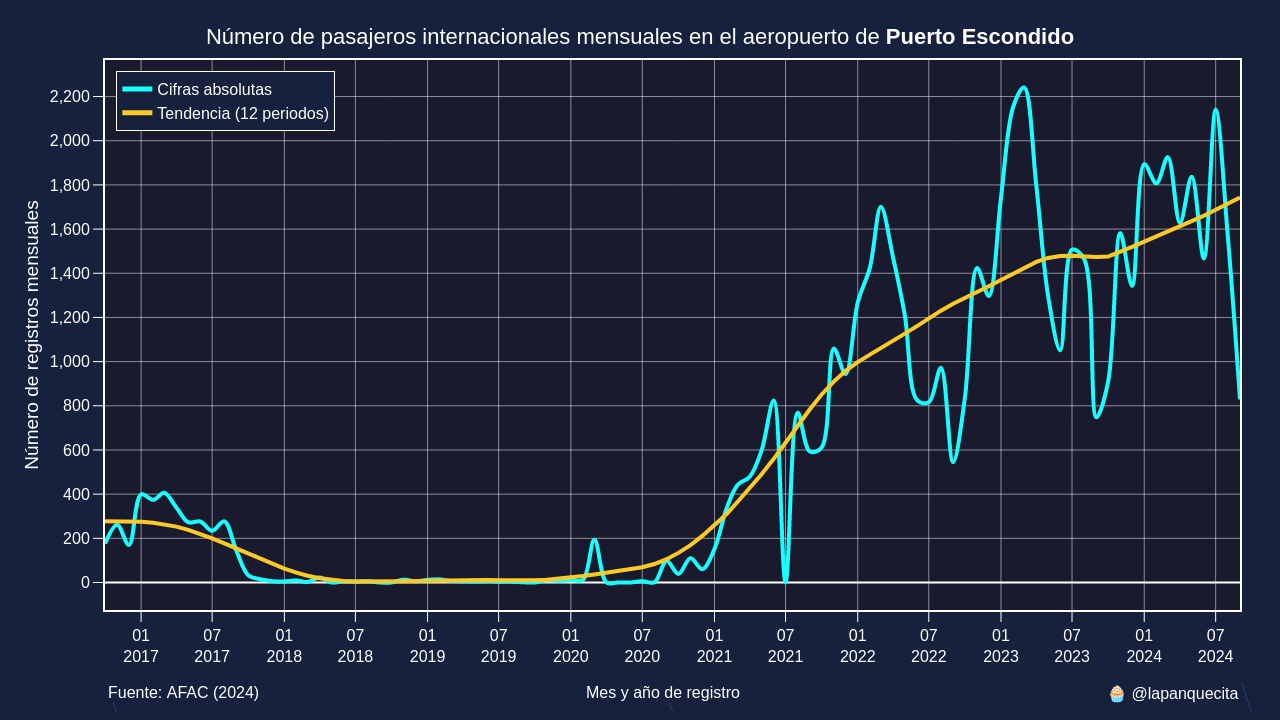 Número de pasajeros internacionales mensuales en el aeropuerto de Puerto Escondido
Cifras absolutas
Tendencia (12 periodos)
Número de registros mensuales
2,200
2,000
1,800
1,600
1,400
1,200
1,000
800
600
400
200
0
01 07 01 07 01 07 01 07 01 07 01 07 01 07 01 07
2017 2017 2018 2018 2019 2019 2020 2020 2021 2021 2022 2022 2023 2023 2024 2024
Fuente: AFAC (2024) Mes y año de registro 🧁 @lapanquecita